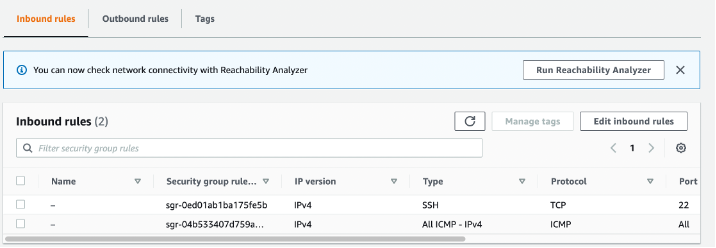 Inbound rules Outbound rules Tags
You can now check network connectivity with Reachability Analyzer Run Reachability Analyzer
Inbound rules (2) Manage tags Edit inbound rules
Filter security group rules 1
Name Security group rule... IP version Type Protocol Port
– sgr-0ed01ab1ba175fe5b IPv4 SSH TCP 22
– sgr-04b533407d759a... IPv4 All ICMP - IPv4 ICMP All